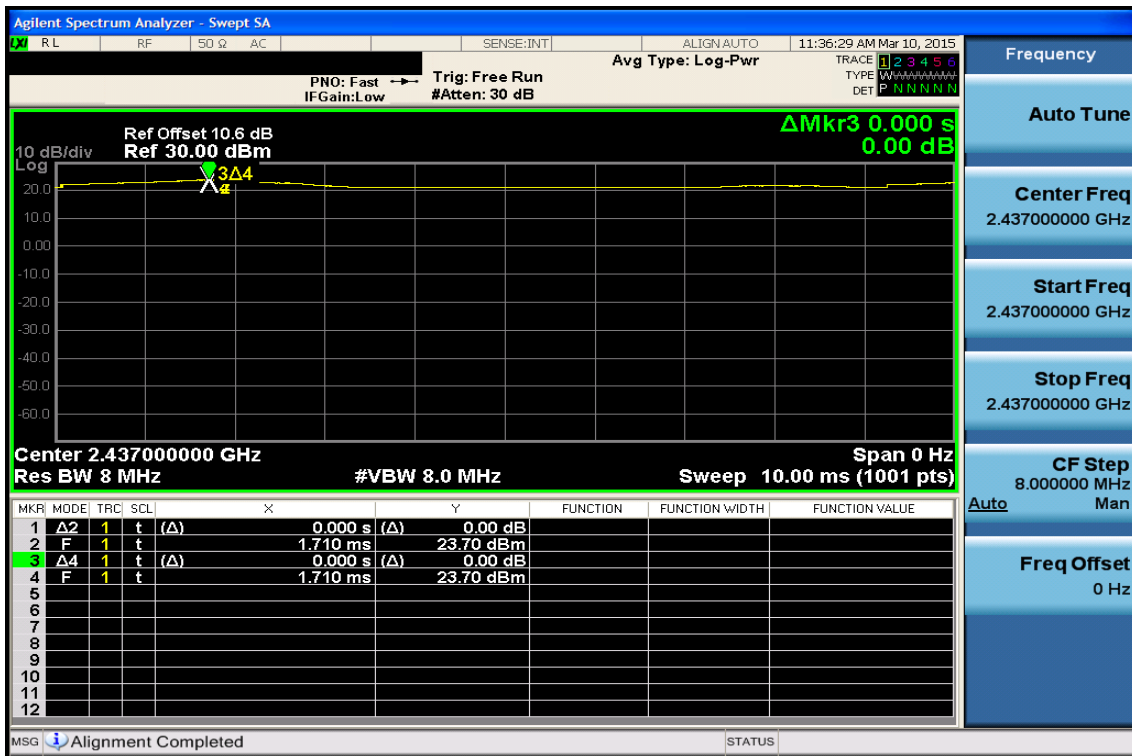 Agilent Spectrum Analyzer - Swept SA
LXI RL RF 50 Ω AC SENSE:INT ALIGN AUTO 11:36:29 AM Mar 10, 2015
PNO: Fast
IFGain:Low
Trig: Free Run
#Atten: 30 dB
Avg Type: Log-Pwr
TRACE 1 2 3 4 5 6
TYPE WWWWWW
DET P N N N N N
ΔMkr3 0.000 s
0.00 dB
10 dB/div
Log
Ref Offset 10.6 dB
Ref 30.00 dBm
3Δ4
20.0
10.0
0.00
-10.0
-20.0
-30.0
-40.0
-50.0
-60.0
Center 2.437000000 GHz Span 0 Hz
Res BW 8 MHz #VBW 8.0 MHz Sweep 10.00 ms (1001 pts)
MKR MODE TRC SCL X Y FUNCTION FUNCTION WIDTH FUNCTION VALUE
1 Δ2 1 t (Δ) 0.000 s (Δ) 0.00 dB
2 F 1 t 1.710 ms 23.70 dBm
3 Δ4 1 t (Δ) 0.000 s (Δ) 0.00 dB
4 F 1 t 1.710 ms 23.70 dBm
5
6
7
8
9
10
11
12
MSG Alignment Completed STATUS
Frequency
Auto Tune
Center Freq
2.437000000 GHz
Start Freq
2.437000000 GHz
Stop Freq
2.437000000 GHz
CF Step
8.000000 MHz
Auto Man
Freq Offset
0 Hz